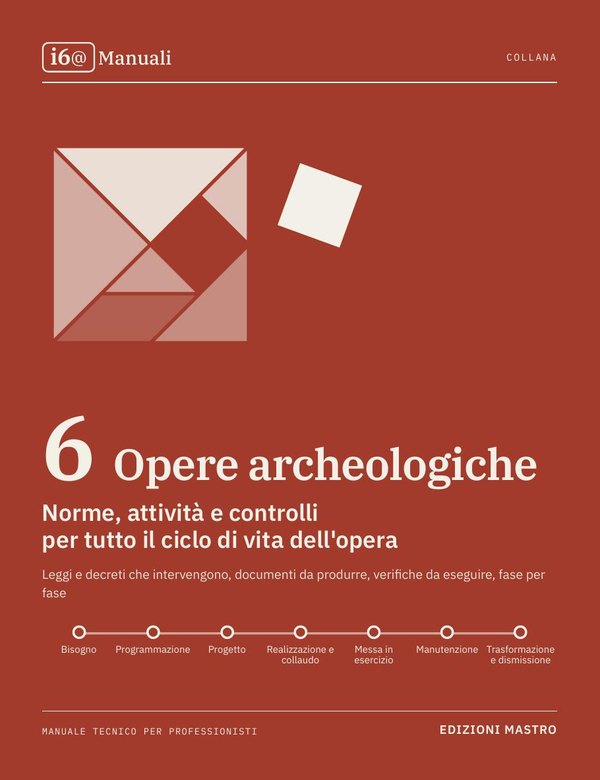 i6@ Manuali
COLLANA
6 Opere archeologiche
Norme, attività e controlli
per tutto il ciclo di vita dell'opera
Leggi e decreti che intervengono, documenti da produrre, verifiche da eseguire, fase per
fase
Bisogno
Programmazione
Progetto
Realizzazione e
collaudo
Messa in
esercizio
Manutenzione
Trasformazione
e dismissione
MANUALE TECNICO PER PROFESSIONISTI
EDIZIONI MASTRO